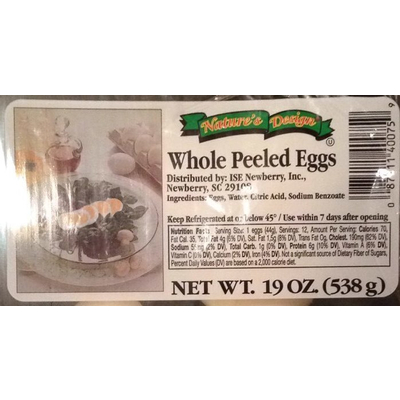 Nature's Design
Whole Peeled Eggs
Distributed by: ISE Newberry, Inc.,
Newberry, SC 29108
Ingredients: Eggs, Water, Citric Acid, Sodium Benzoate
Keep Refrigerated at or below 45° / Use within 7 days after opening
Nutrition Facts Serving Size: 1 eggs (44g), Servings: 12, Amount Per Serving: Calories 70,
Fat Cal. 35, Total Fat 4g (6% DV), Sat. Fat 1.5g (8% DV), Trans Fat Og, Cholest. 190mg (62% DV),
Sodium mg (2% DV), Total Carb. 1g (0% DV), Protein 6g (10% DV), Vitamin A (6% DV),
Vitamin C (0% DV), Calcium (2% DV), Iron (4% DV). Not a significant source of Dietary Fiber of Sugars,
Percent Daily Values (DV) are based on a 2,000 calorie diet.
NET WT. 19 OZ. (538 g)